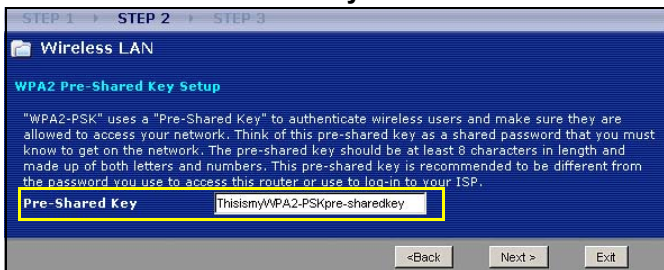 STEP 1 STEP 2 STEP 3
Wireless LAN
WPA2 Pre-Shared Key Setup
"WPA2-PSK" uses a "Pre-Shared Key" to authenticate wireless users and make sure they are
allowed to access your network. Think of this pre-shared key as a shared password that you must
know to get on the network. The pre-shared key should be at least 8 characters in length and
made up of both letters and numbers. This pre-shared key is recommended to be different from
the password you use to access this router or use to log-in to your ISP.
Pre-Shared Key ThisismyWPA2-PSKpre-sharedkey
<Back Next > Exit